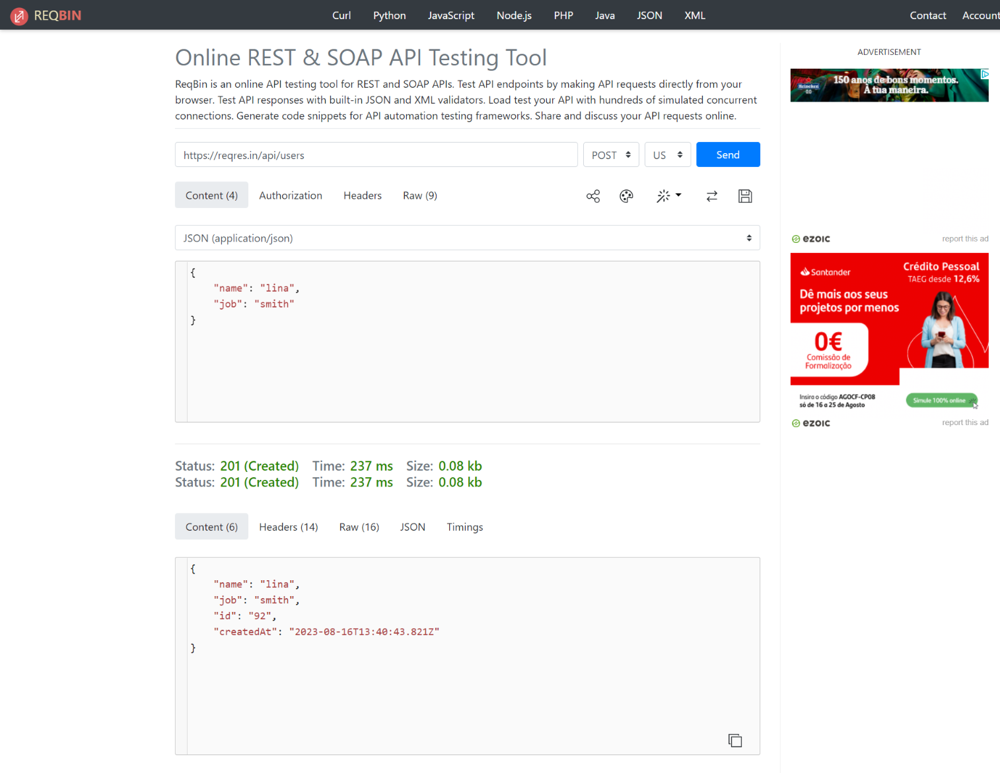 REQBIN
Curl Python JavaScript Node.js PHP Java JSON XML
Contact Account
Online REST & SOAP API Testing Tool
ReqBin is an online API testing tool for REST and SOAP APIs. Test API endpoints by making API requests directly from your
browser. Test API responses with built-in JSON and XML validators. Load test your API with hundreds of simulated concurrent
connections. Generate code snippets for API automation testing frameworks. Share and discuss your API requests online.
https://reqres.in/api/users POST US Send
Content (4) Authorization Headers Raw (9)
JSON (application/json)
{
"name": "lina",
"job": "smith"
}
Status: 201 (Created) Time: 237 ms Size: 0.08 kb
Status: 201 (Created) Time: 237 ms Size: 0.08 kb
Content (6) Headers (14) Raw (16) JSON Timings
{
"name": "lina",
"job": "smith",
"id": "92",
"createdAt": "2023-08-16T13:40:43.821Z"
}
ADVERTISEMENT
Heineken
0.0
150 anos de bons momentos.
À tua maneira.
ezoic report this ad
Santander
Crédito Pessoal
TAEG desde 12,6%
Dê mais aos seus
projetos por menos
0€
Comissão de
Formalização
Insira o código AGOCF-CP08
só de 16 a 25 de Agosto
Simule 100% online
ezoic report this ad